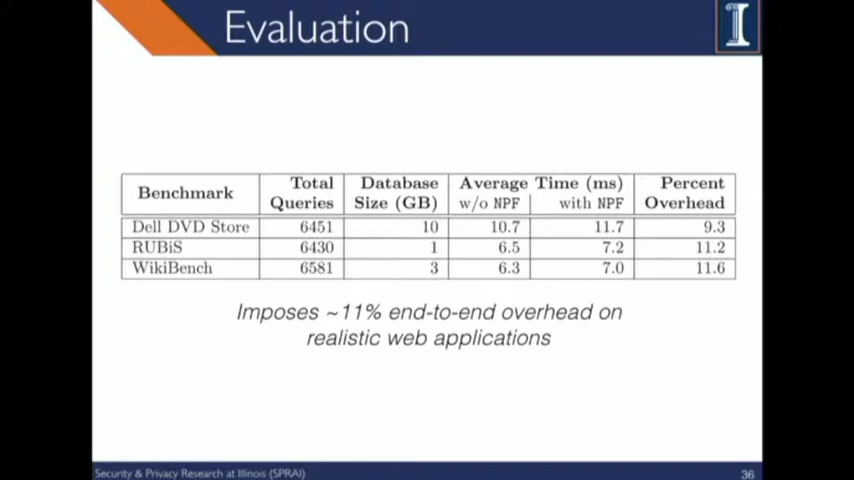 Evaluation
I
Benchmark Total Queries Database Size (GB) Average Time (ms) w/o NPF with NPF Percent Overhead
Dell DVD Store 6451 10 10.7 11.7 9.3
RUBiS 6430 1 6.5 7.2 11.2
WikiBench 6581 3 6.3 7.0 11.6
Imposes ~11% end-to-end overhead on
realistic web applications
Security & Privacy Research at Illinois (SPRAI)
36